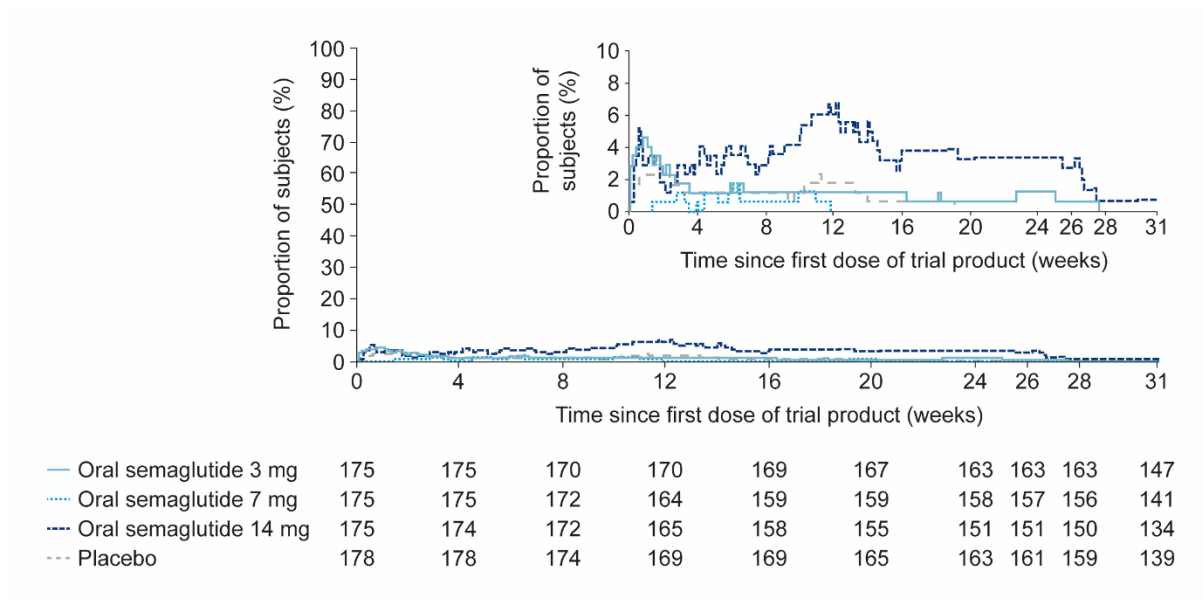 Proportion of subjects (%)
100
90
80
70
60
50
40
30
20
10
0
0 4 8 12 16 20 24 26 28 31
Time since first dose of trial product (weeks)
Proportion of
subjects (%)
10
8
6
4
2
0
0 4 8 12 16 20 24 26 28 31
Time since first dose of trial product (weeks)
Oral semaglutide 3 mg 175 175 170 170 169 167 163 163 163 147
Oral semaglutide 7 mg 175 175 172 164 159 159 158 157 156 141
Oral semaglutide 14 mg 175 174 172 165 158 155 151 151 150 134
Placebo 178 178 174 169 169 165 163 161 159 139